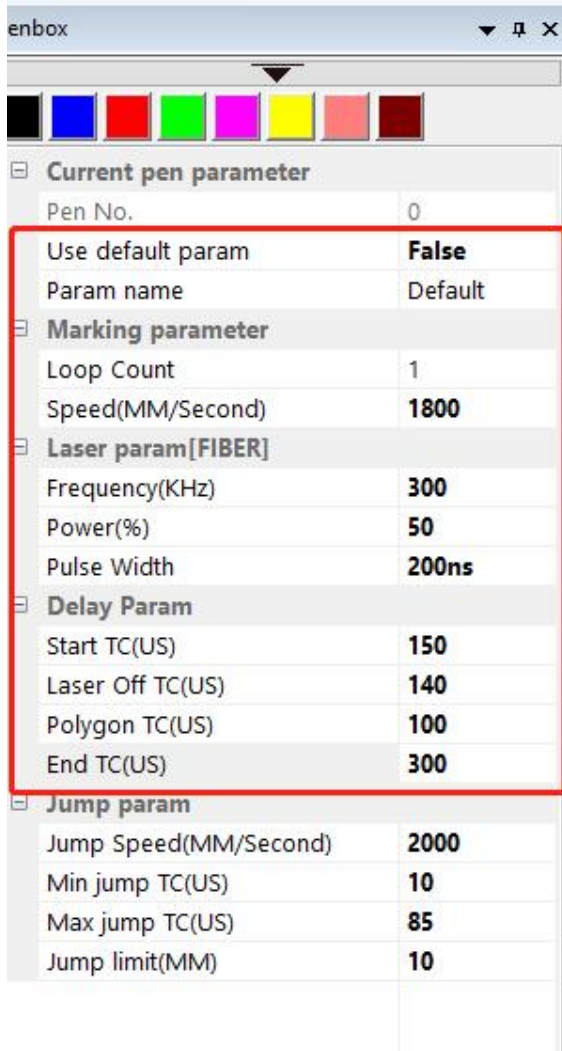 enbox
Current pen parameter
Pen No. 0
Use default param False
Param name Default
Marking parameter
Loop Count 1
Speed(MM/Second) 1800
Laser param[FIBER]
Frequency(KHz) 300
Power(%) 50
Pulse Width 200ns
Delay Param
Start TC(US) 150
Laser Off TC(US) 140
Polygon TC(US) 100
End TC(US) 300
Jump param
Jump Speed(MM/Second) 2000
Min jump TC(US) 10
Max jump TC(US) 85
Jump limit(MM) 10